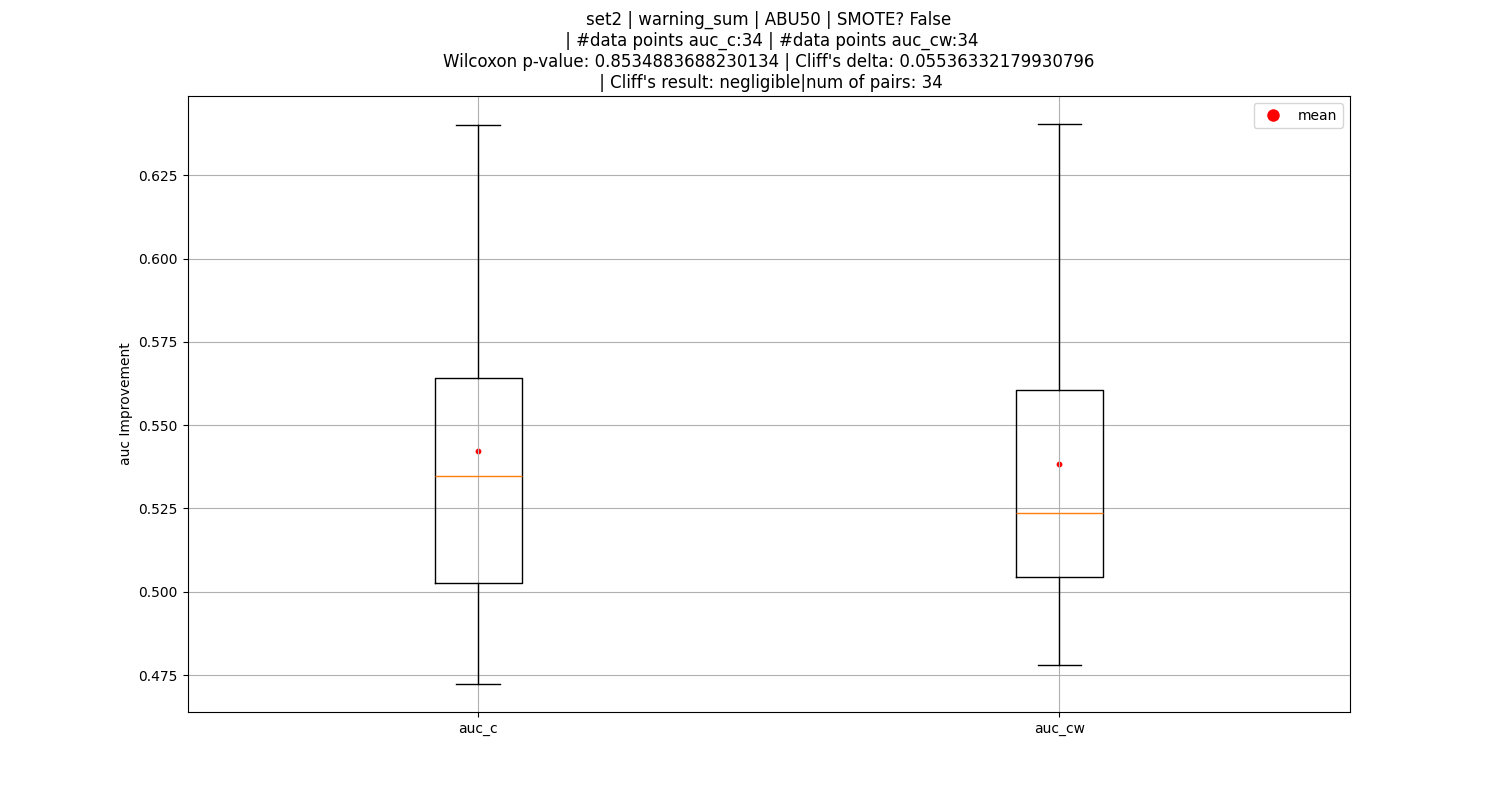 set2 | warning_sum | ABU50 | SMOTE? False
| #data points auc_c:34 | #data points auc_cw:34
Wilcoxon p-value: 0.8534883688230134 | Cliff's delta: 0.05536332179930796
| Cliff's result: negligible|num of pairs: 34
mean
0.625
0.600
0.575
0.550
0.525
0.500
0.475
auc Improvement
auc_c
auc_cw